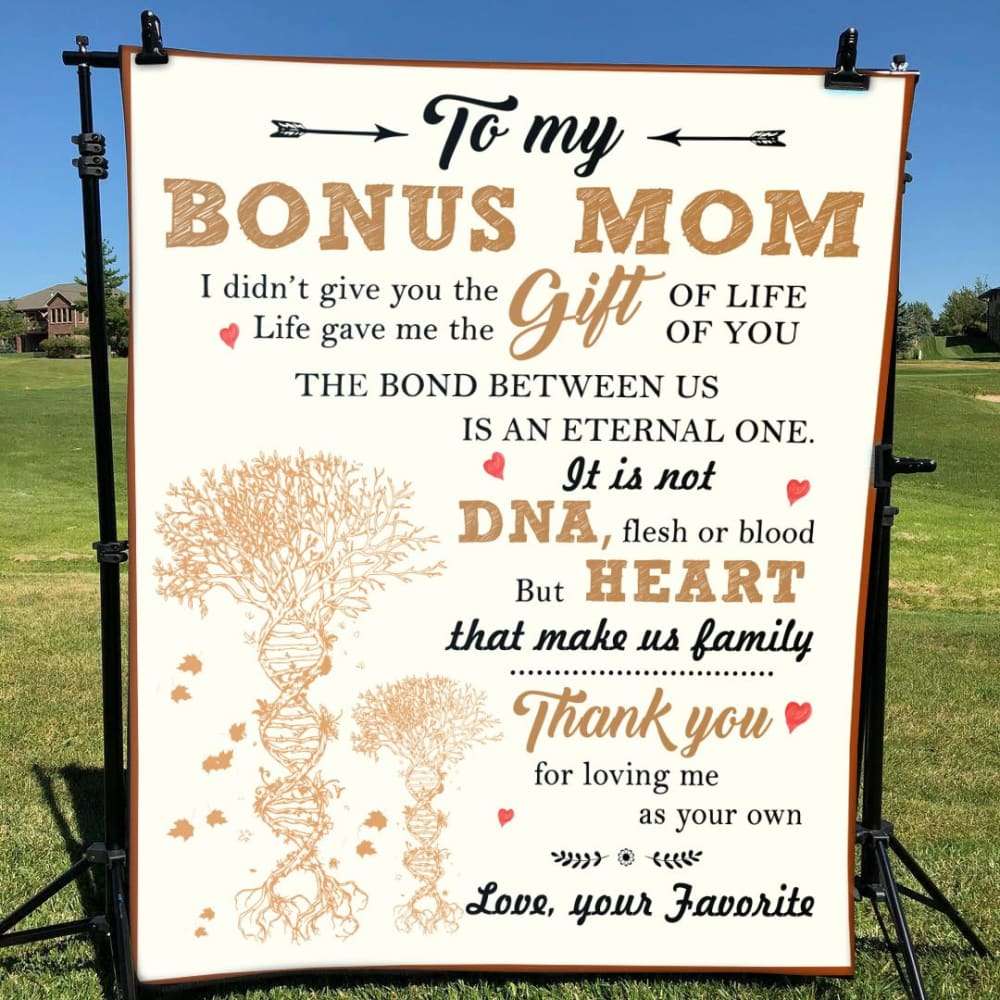 To my
BONUS MOM
I didn't give you the Gift OF LIFE
Life gave me the OF YOU
THE BOND BETWEEN US
IS AN ETERNAL ONE.
It is not
DNA, flesh or blood
But HEART
that make us family
Thank you
for loving me
as your own
Love, your Favorite